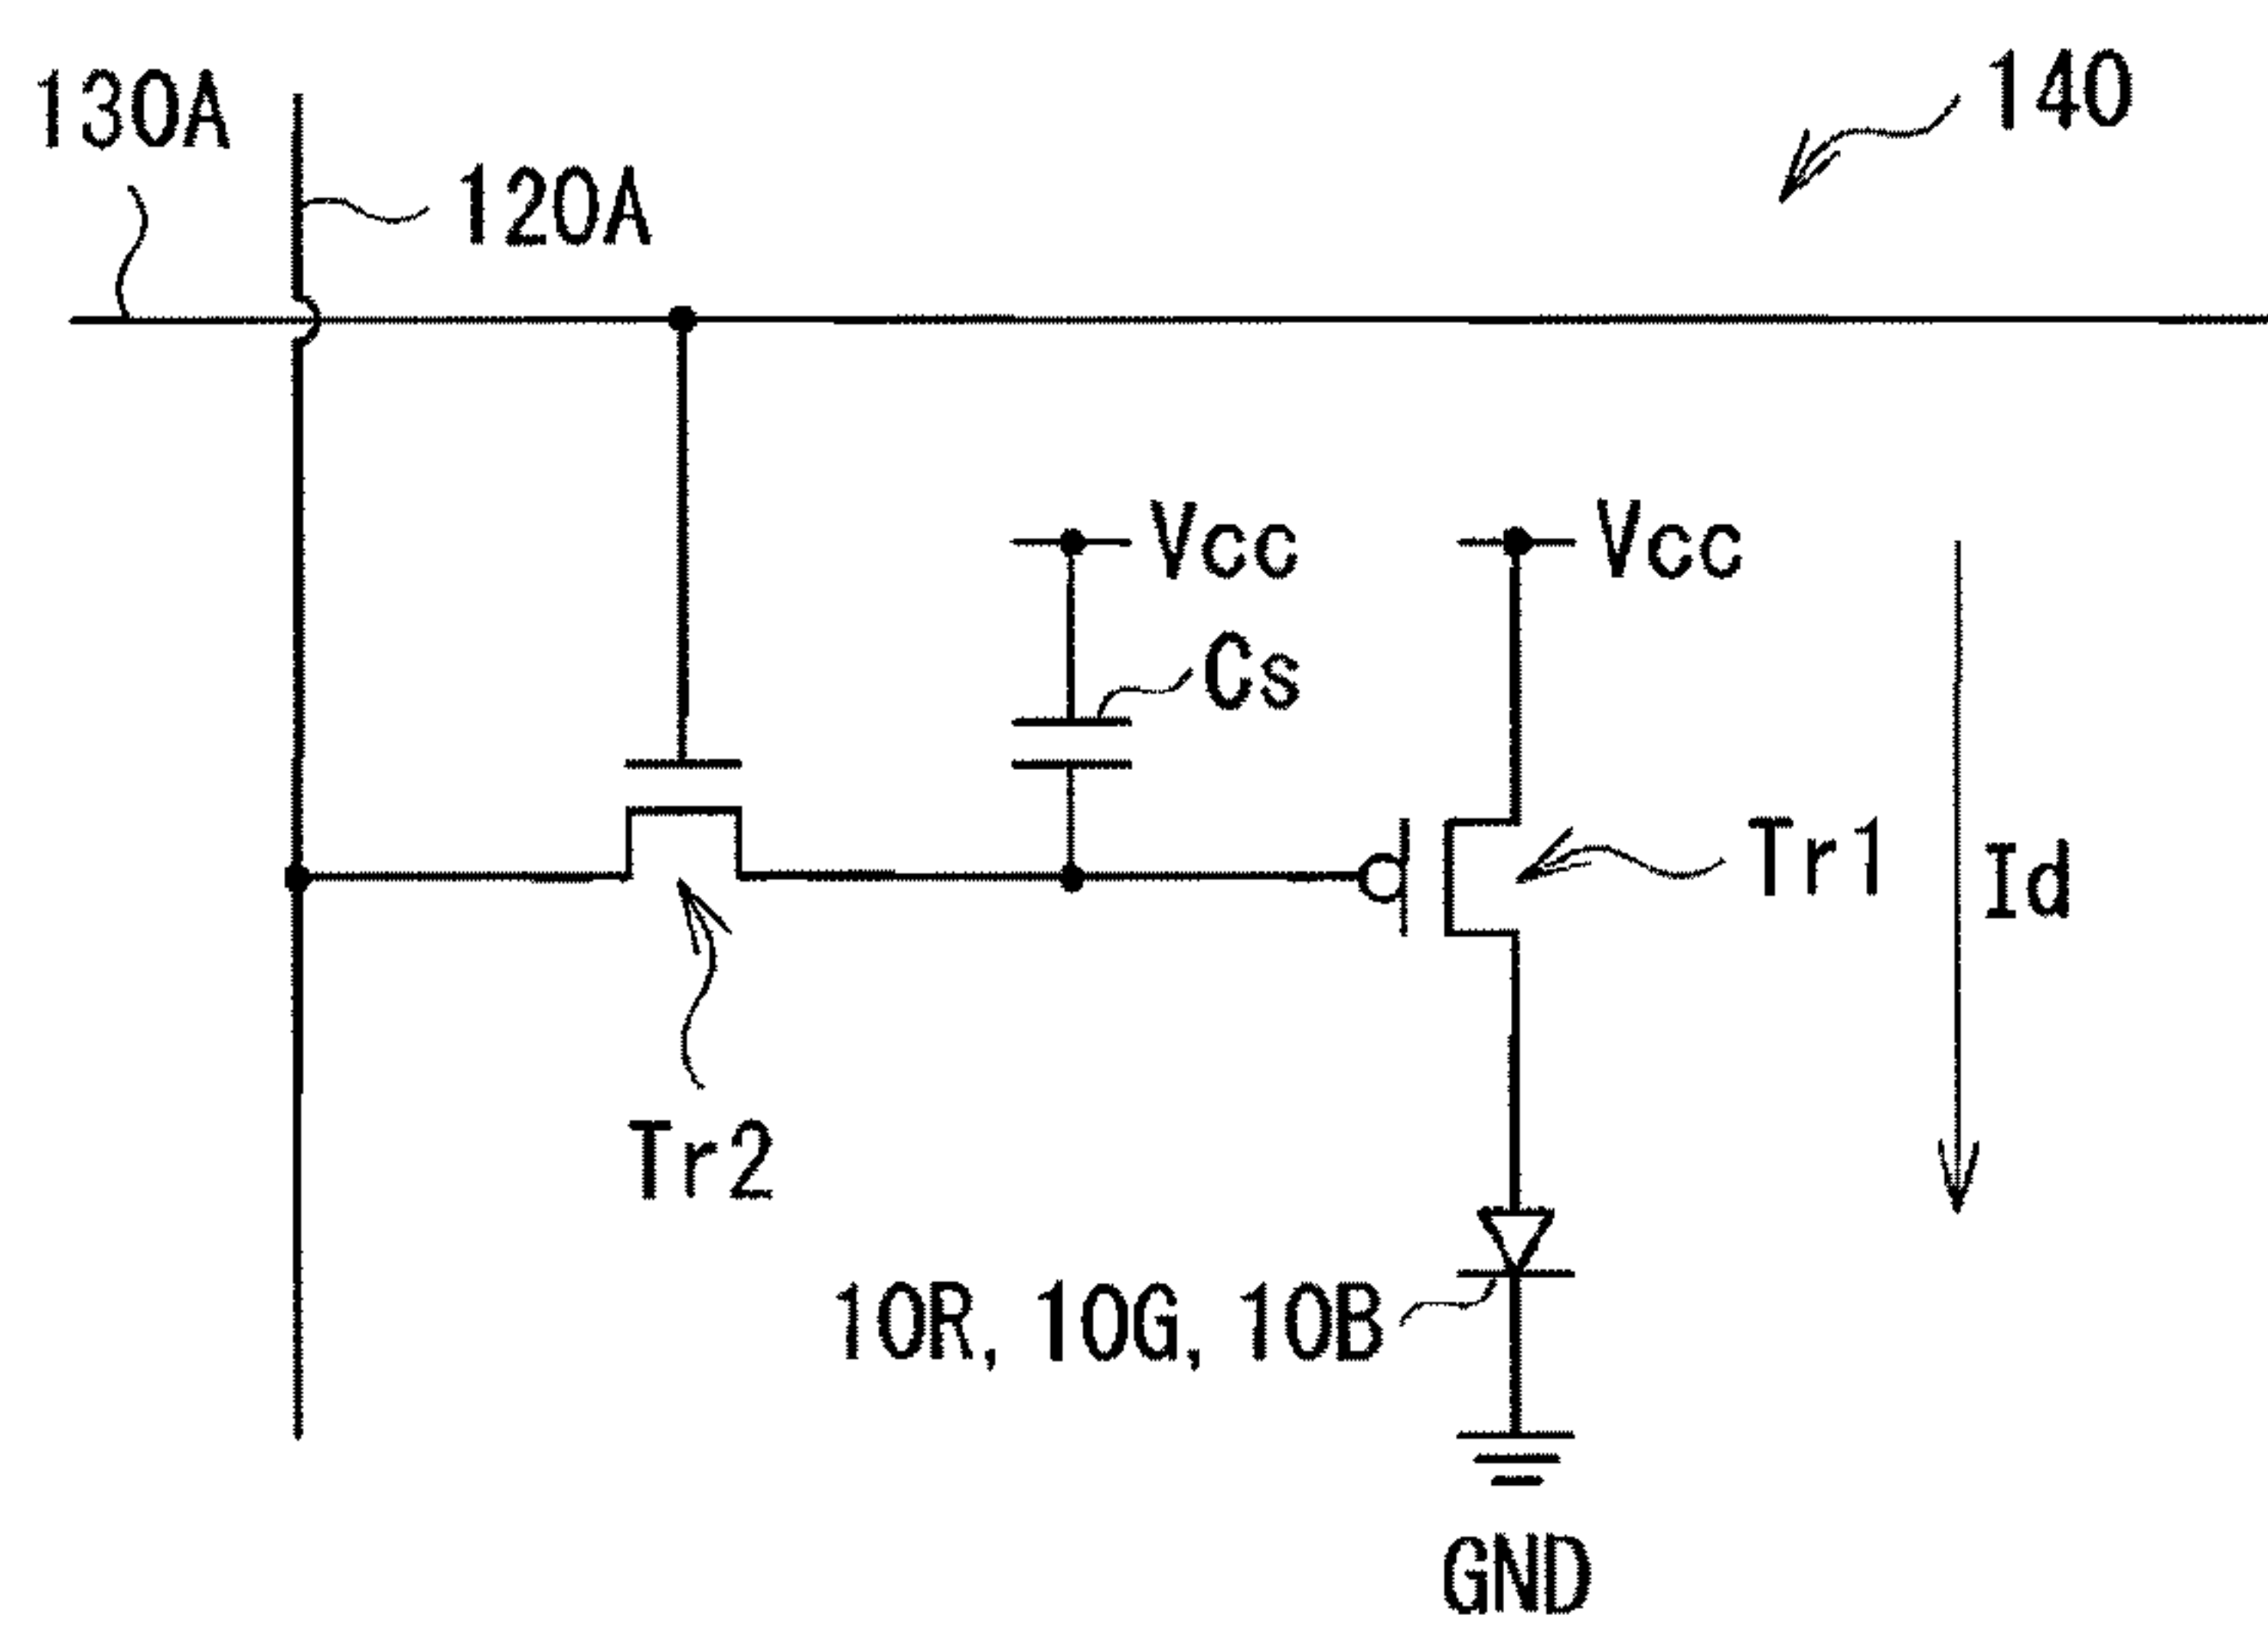 130A
120A
140
Vcc
Vcc
Cs
Tr1
Id
Tr2
10R, 10G, 10B
GND